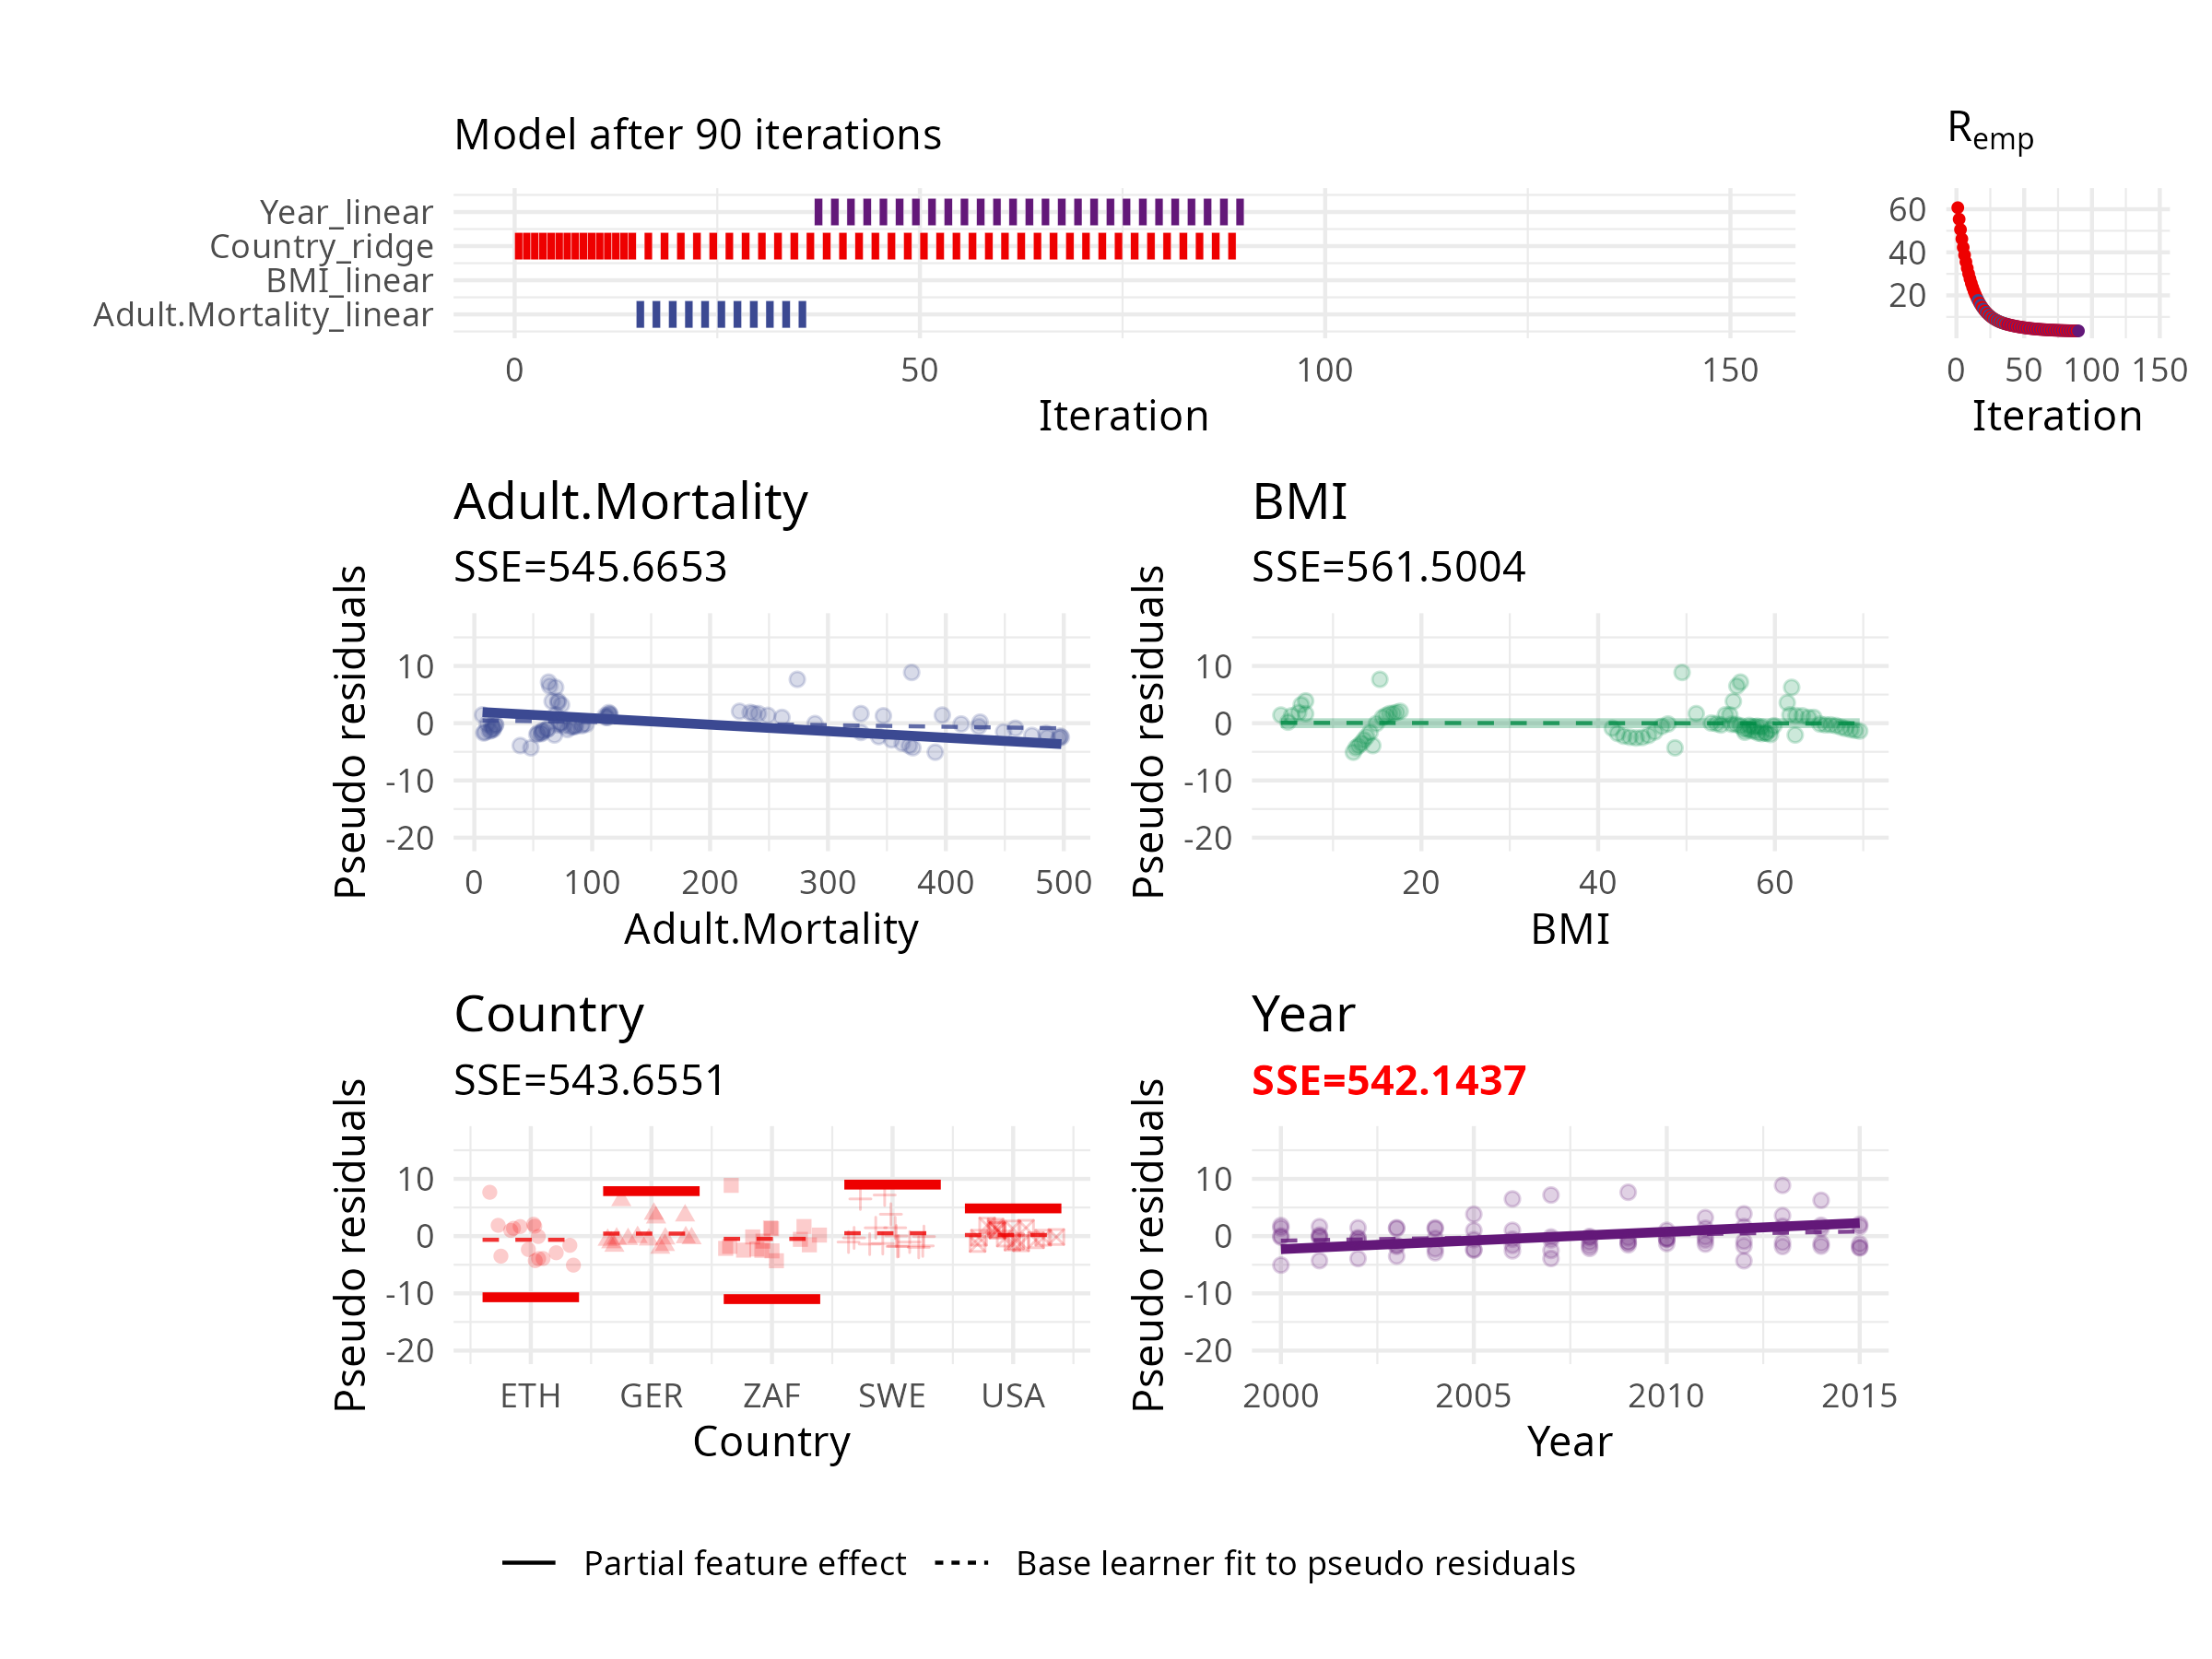 Model after 90 iterations
Year_linear
Country_ridge
BMI_linear
Adult.Mortality_linear
0 50 100 150
Iteration
Remp
60
40
20
0 50 100 150
Iteration
Adult.Mortality
SSE=545.6653
Pseudo residuals
10
0
-10
-20
0 100 200 300 400 500
Adult.Mortality
BMI
SSE=561.5004
Pseudo residuals
10
0
-10
-20
20 40 60
BMI
Country
SSE=543.6551
Pseudo residuals
10
0
-10
-20
ETH GER ZAF SWE USA
Country
Year
SSE=542.1437
Pseudo residuals
10
0
-10
-20
2000 2005 2010 2015
Year
Partial feature effect Base learner fit to pseudo residuals